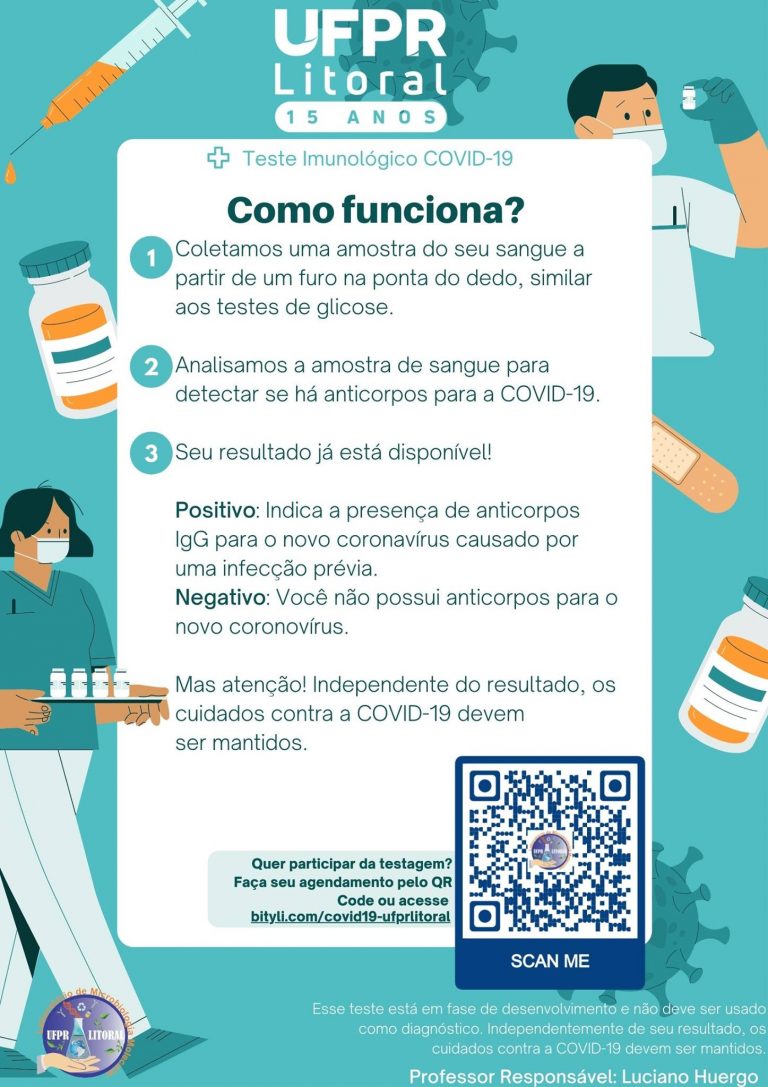 UFPR
Litoral
15 ANOS
Teste Imunológico COVID-19
Como funciona?
1 Coletamos uma amostra do seu sangue a
partir de um furo na ponta do dedo, similar
aos testes de glicose.
2 Analisamos a amostra de sangue para
detectar se há anticorpos para a COVID-19.
3 Seu resultado já está disponível!
Positivo: Indica a presença de anticorpos
IgG para o novo coronavírus causado por
uma infecção prévia.
Negativo: Você não possui anticorpos para o
novo coronovírus.
Mas atenção! Independente do resultado, os
cuidados contra a COVID-19 devem
ser mantidos.
Quer participar da testagem?
Faça seu agendamento pelo QR
Code ou acesse
bityli.com/covid19-ufprlitoral
UFPR LITORAL
SCAN ME
de Microbiologia
UFPR LITORAL
Esse teste está em fase de desenvolvimento e não deve ser usado
como diagnóstico. Independentemente de seu resultado, os
cuidados contra a COVID-19 devem ser mantidos.
Professor Responsável: Luciano Huergo